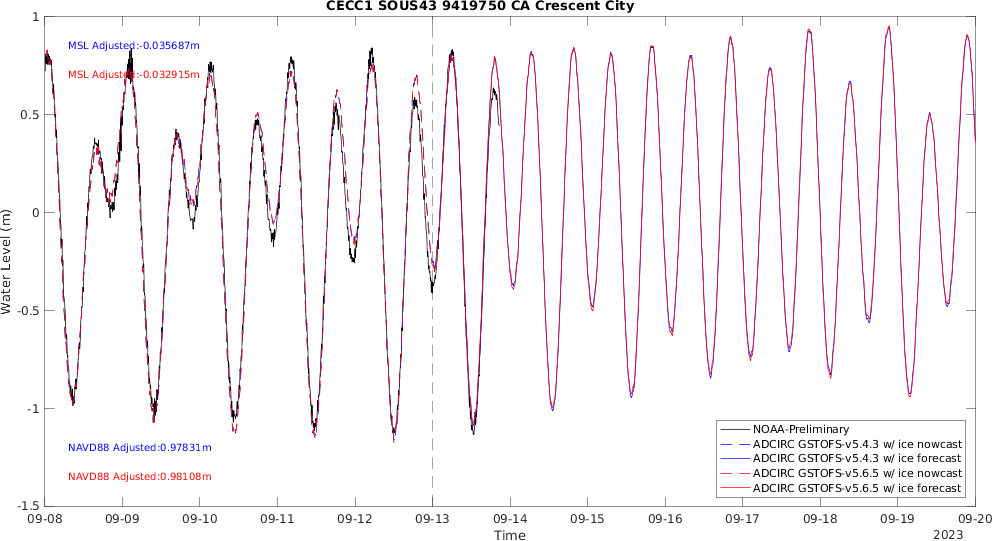 CECC1 SOUS43 9419750 CA Crescent City
MSL Adjusted:-0.035687m
MSL Adjusted:-0.032915m
NAVD88 Adjusted:0.97831m
NAVD88 Adjusted:0.98108m
Water Level (m)
1
0.5
0
-0.5
-1
-1.5
NOAA-Preliminary
ADCIRC GSTOFS-v5.4.3 w/ ice nowcast
ADCIRC GSTOFS-v5.4.3 w/ ice forecast
ADCIRC GSTOFS-v5.6.5 w/ ice nowcast
ADCIRC GSTOFS-v5.6.5 w/ ice forecast
09-08 09-09 09-10 09-11 09-12 09-13 09-14 09-15 09-16 09-17 09-18 09-19 09-20
Time
2023